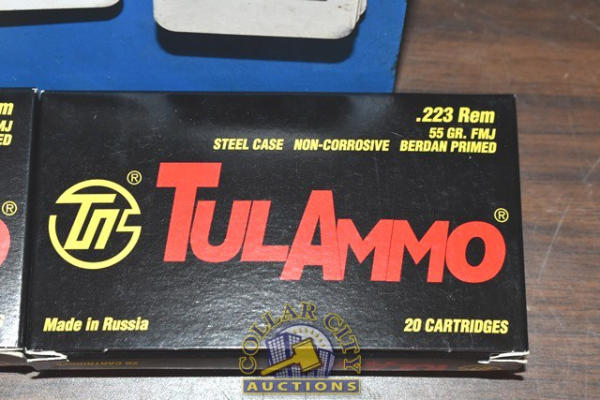 .223 Rem
55 GR. FMJ
STEEL CASE NON-CORROSIVE BERDAN PRIMED
TULAMMO®
Made in Russia
20 CARTRIDGES
COLLAR CITY
AUCTIONS